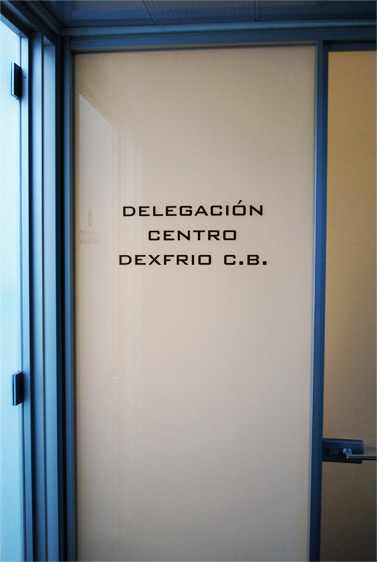 DELEGACIÓN
CENTRO
DEXFRIO C.B.